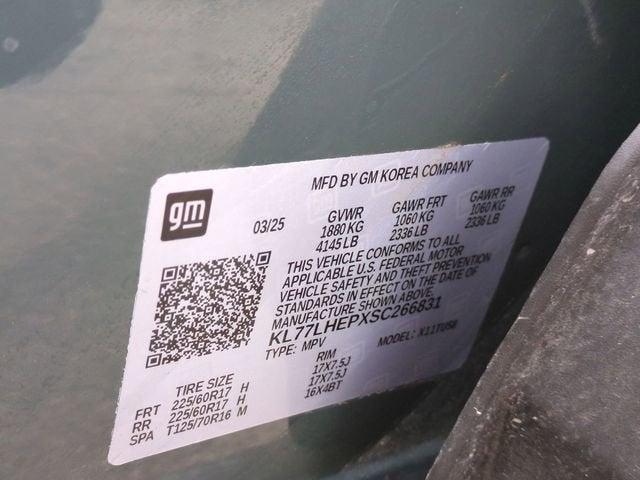 gm
MFD BY GM KOREA COMPANY
03/25 GVWR GAWR FRT GAWR RR
1880 KG 1060 KG 1060 KG
4145 LB 2336 LB 2336 LB
THIS VEHICLE CONFORMS TO ALL
APPLICABLE U.S. FEDERAL MOTOR
VEHICLE SAFETY AND THEFT PREVENTION
STANDARDS IN EFFECT ON THE DATE OF
MANUFACTURE SHOWN ABOVE.
KL77LHEPXSC266831
TYPE: MPV MODEL: X11TUS8
TIRE SIZE RIM
FRT 225/60R17 H 17X7.5J
RR 225/60R17 H 17X7.5J
SPA T125/70R16 M 16X4BT